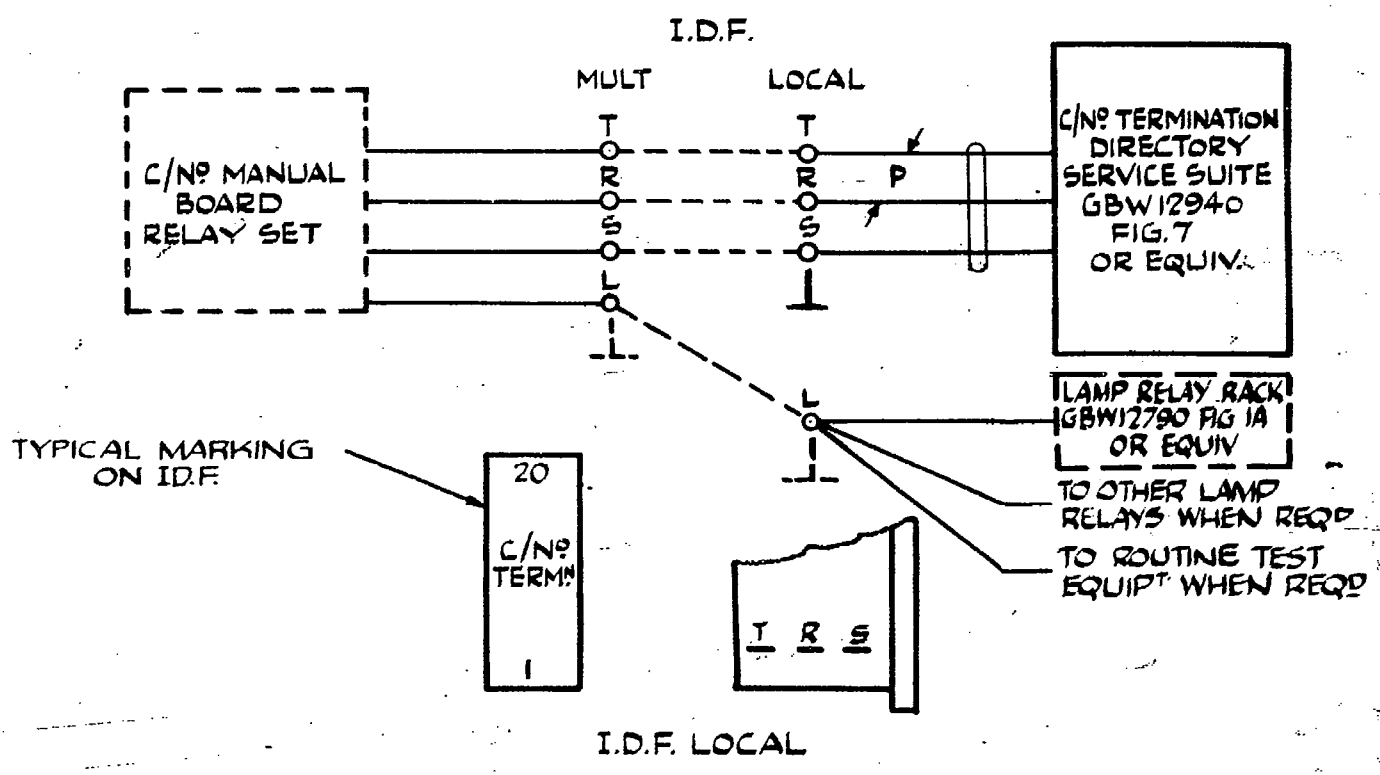 I.D.F.
MULT
LOCAL
T
T
C/Nº MANUAL
BOARD
RELAY SET
R
R
P
S
S
L
C/Nº TERMINATION
DIRECTORY
SERVICE SUITE
GBW 12940
FIG. 7
OR EQUIV.
L
LAMP RELAY RACK
GBW12790 FIG 1A
OR EQUIV
TO OTHER LAMP
RELAYS WHEN REQᴰ
TO ROUTINE TEST
EQUIPᵀ WHEN REQᴰ
TYPICAL MARKING
ON I.D.F.
20
C/Nº
TERMᴺ
1
T R S
I.D.F. LOCAL